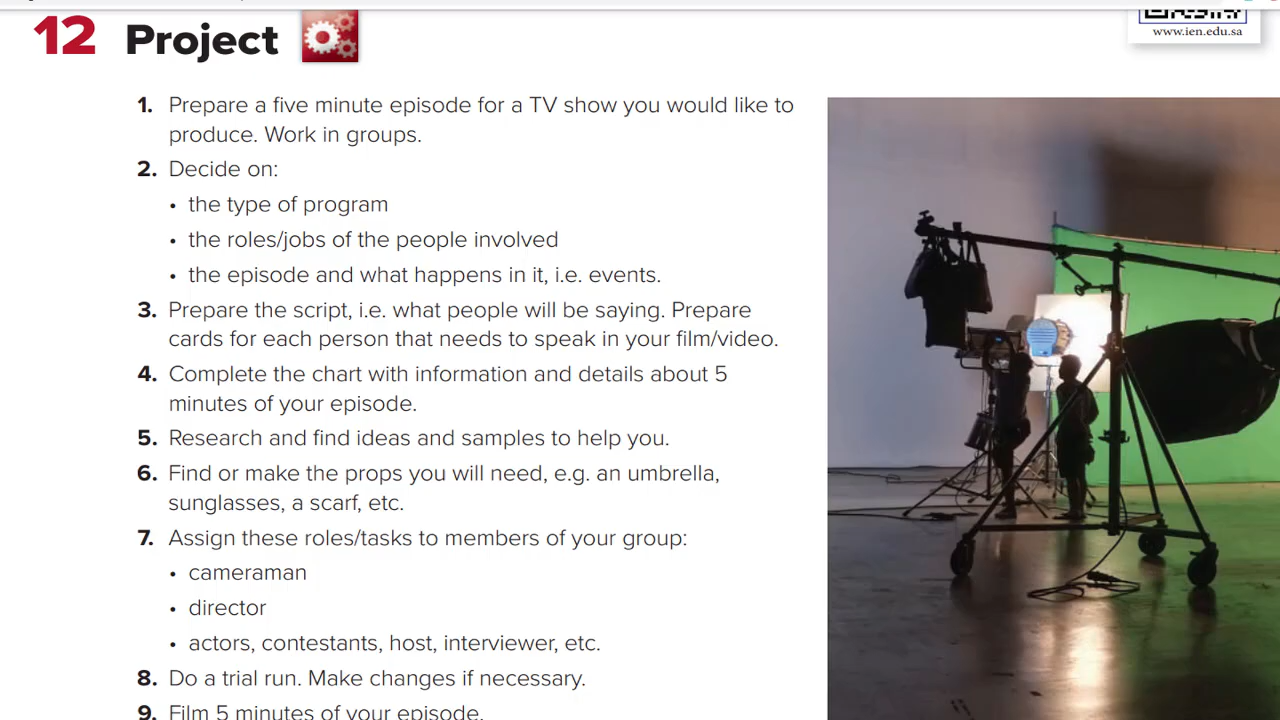 12 Project
www.ien.edu.sa
1. Prepare a five minute episode for a TV show you would like to
produce. Work in groups.
2. Decide on:
• the type of program
• the roles/jobs of the people involved
• the episode and what happens in it, i.e. events.
3. Prepare the script, i.e. what people will be saying. Prepare
cards for each person that needs to speak in your film/video.
4. Complete the chart with information and details about 5
minutes of your episode.
5. Research and find ideas and samples to help you.
6. Find or make the props you will need, e.g. an umbrella,
sunglasses, a scarf, etc.
7. Assign these roles/tasks to members of your group:
• cameraman
• director
• actors, contestants, host, interviewer, etc.
8. Do a trial run. Make changes if necessary.
9. Film 5 minutes of your episode.